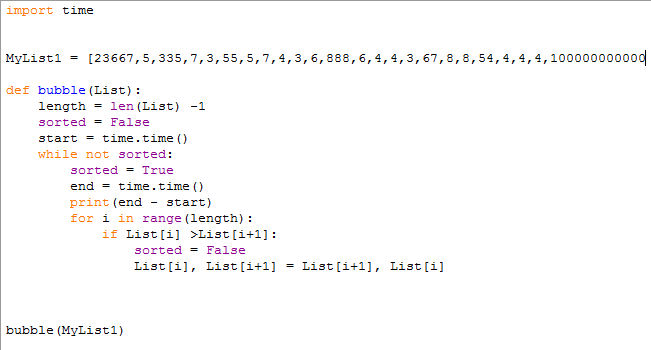 import time
MyList1 = [23667,5,335,7,3,55,5,7,4,3,6,888,6,4,4,3,67,8,8,54,4,4,4,100000000000
def bubble(List):
    length = len(List) -1
    sorted = False
    start = time.time()
    while not sorted:
        sorted = True
        end = time.time()
        print(end - start)
        for i in range(length):
            if List[i] >List[i+1]:
                sorted = False
                List[i], List[i+1] = List[i+1], List[i]
bubble(MyList1)